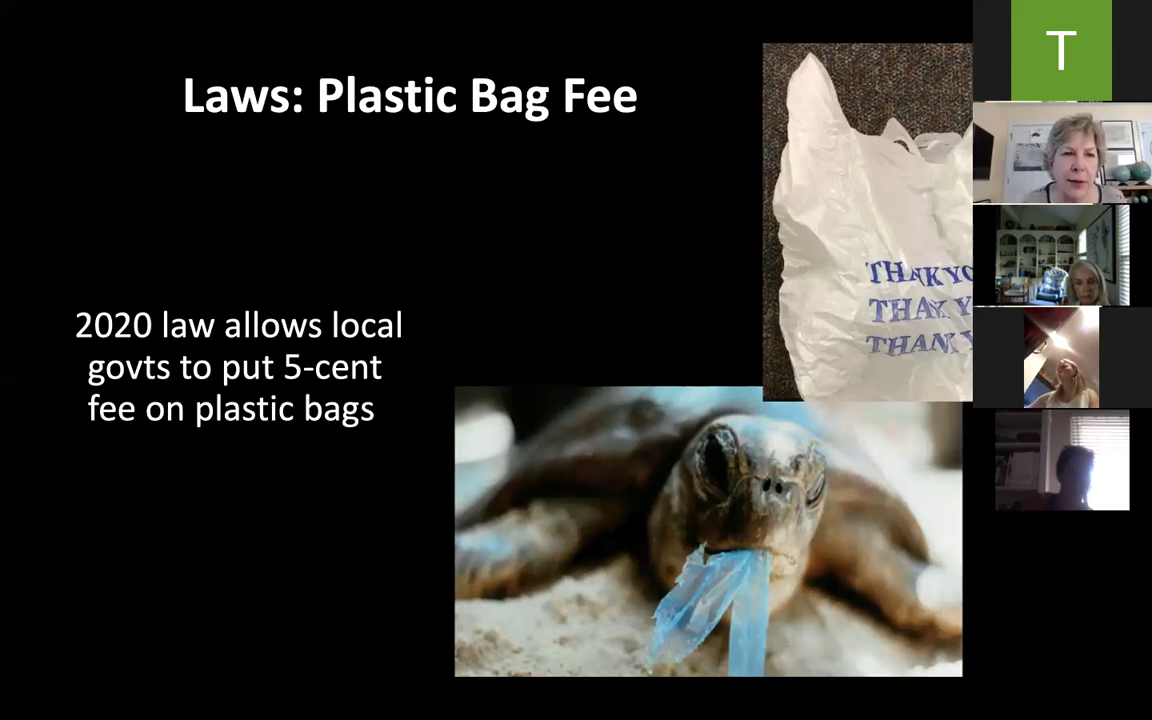 Laws: Plastic Bag Fee
T
THANK YO
THANK Y
THANK Y
2020 law allows local
govts to put 5-cent
fee on plastic bags